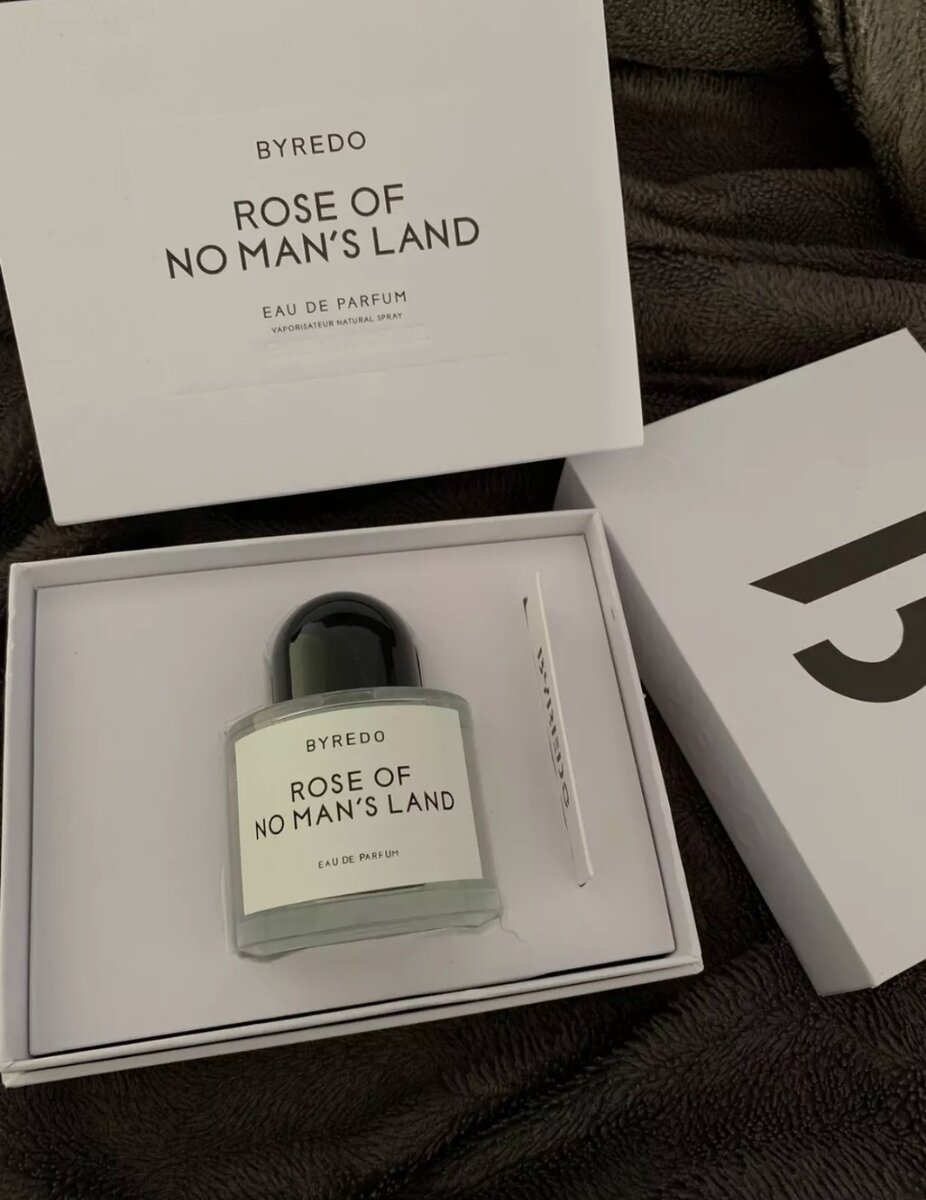 BYREDO
ROSE OF
NO MAN'S LAND
EAU DE PARFUM
VAPORISATEUR NATURAL SPRAY
BYREDO
BYREDO
ROSE OF
NO MAN'S LAND
EAU DE PARFUM